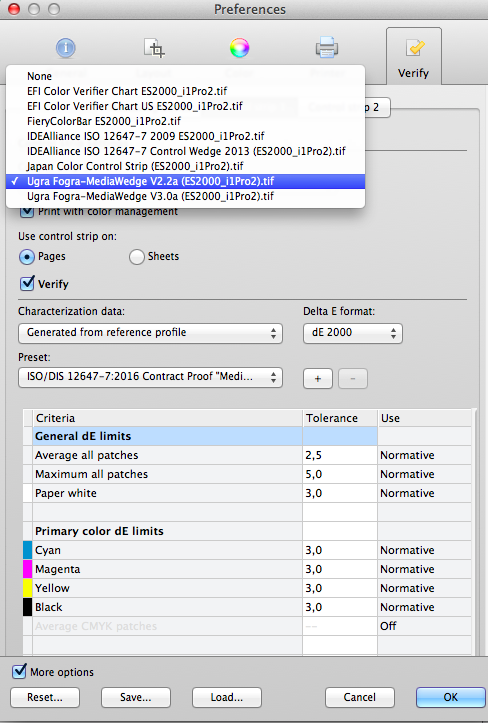 Preferences
Verify
None
EFI Color Verifier Chart ES2000_i1Pro2.tif
EFI Color Verifier Chart US ES2000_i1Pro2.tif
FieryColorBar ES2000_i1Pro2.tif
IDEAlliance ISO 12647-7 2009 ES2000_i1Pro2.tif
IDEAlliance ISO 12647-7 Control Wedge 2013 (ES2000_i1Pro2).tif
Japan Color Control Strip (ES2000_i1Pro2).tif
✓ Ugra Fogra-MediaWedge V2.2a (ES2000_i1Pro2).tif
Ugra Fogra-MediaWedge V3.0a (ES2000_i1Pro2).tif
Print with color management
Use control strip on:
Pages Sheets
Verify
Characterization data: Delta E format:
Generated from reference profile dE 2000
Preset:
ISO/DIS 12647-7:2016 Contract Proof "Medi... + -
Criteria Tolerance Use
General dE limits
Average all patches 2,5 Normative
Maximum all patches 5,0 Normative
Paper white 3,0 Normative
Primary color dE limits
Cyan 3,0 Normative
Magenta 3,0 Normative
Yellow 3,0 Normative
Black 3,0 Normative
Average CMYK patches -- Off
More options
Reset... Save... Load... Cancel OK